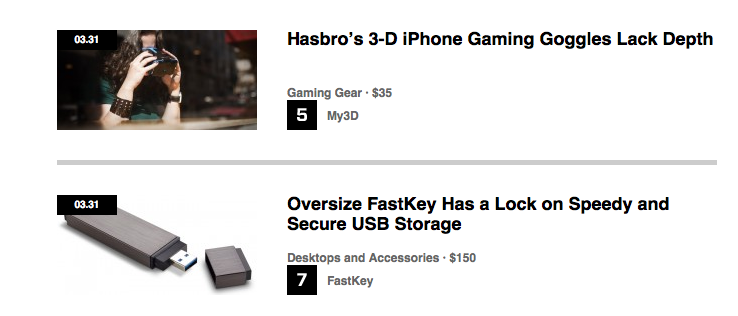 03.31
Hasbro’s 3-D iPhone Gaming Goggles Lack Depth
Gaming Gear · $35
5 My3D
03.31
Oversize FastKey Has a Lock on Speedy and
Secure USB Storage
Desktops and Accessories · $150
7 FastKey